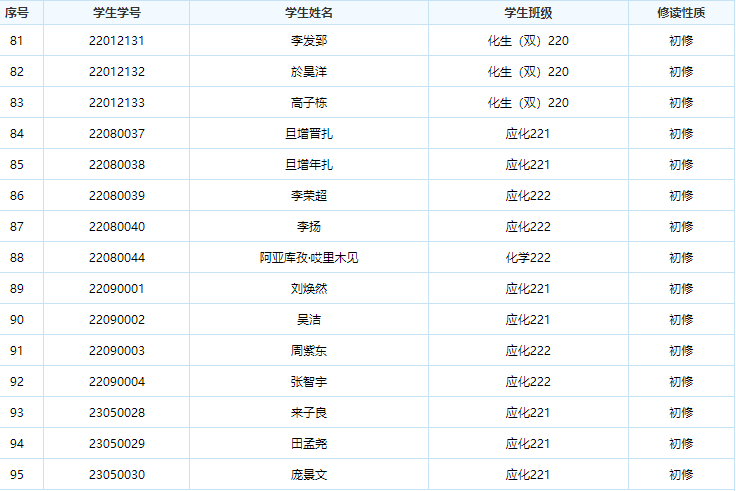 序号 学生学号 学生姓名 学生班级 修读性质
81 22012131 李发郅 化生（双）220 初修
82 22012132 於昊洋 化生（双）220 初修
83 22012133 高子栋 化生（双）220 初修
84 22080037 旦增晋扎 应化221 初修
85 22080038 旦增年扎 应化221 初修
86 22080039 李荣超 应化222 初修
87 22080040 李扬 应化222 初修
88 22080044 阿亚库孜·哎里木见 化学222 初修
89 22090001 刘焕然 应化221 初修
90 22090002 吴洁 应化221 初修
91 22090003 周紫东 应化222 初修
92 22090004 张智宇 应化222 初修
93 23050028 来子良 应化221 初修
94 23050029 田孟尧 应化221 初修
95 23050030 庞景文 应化221 初修